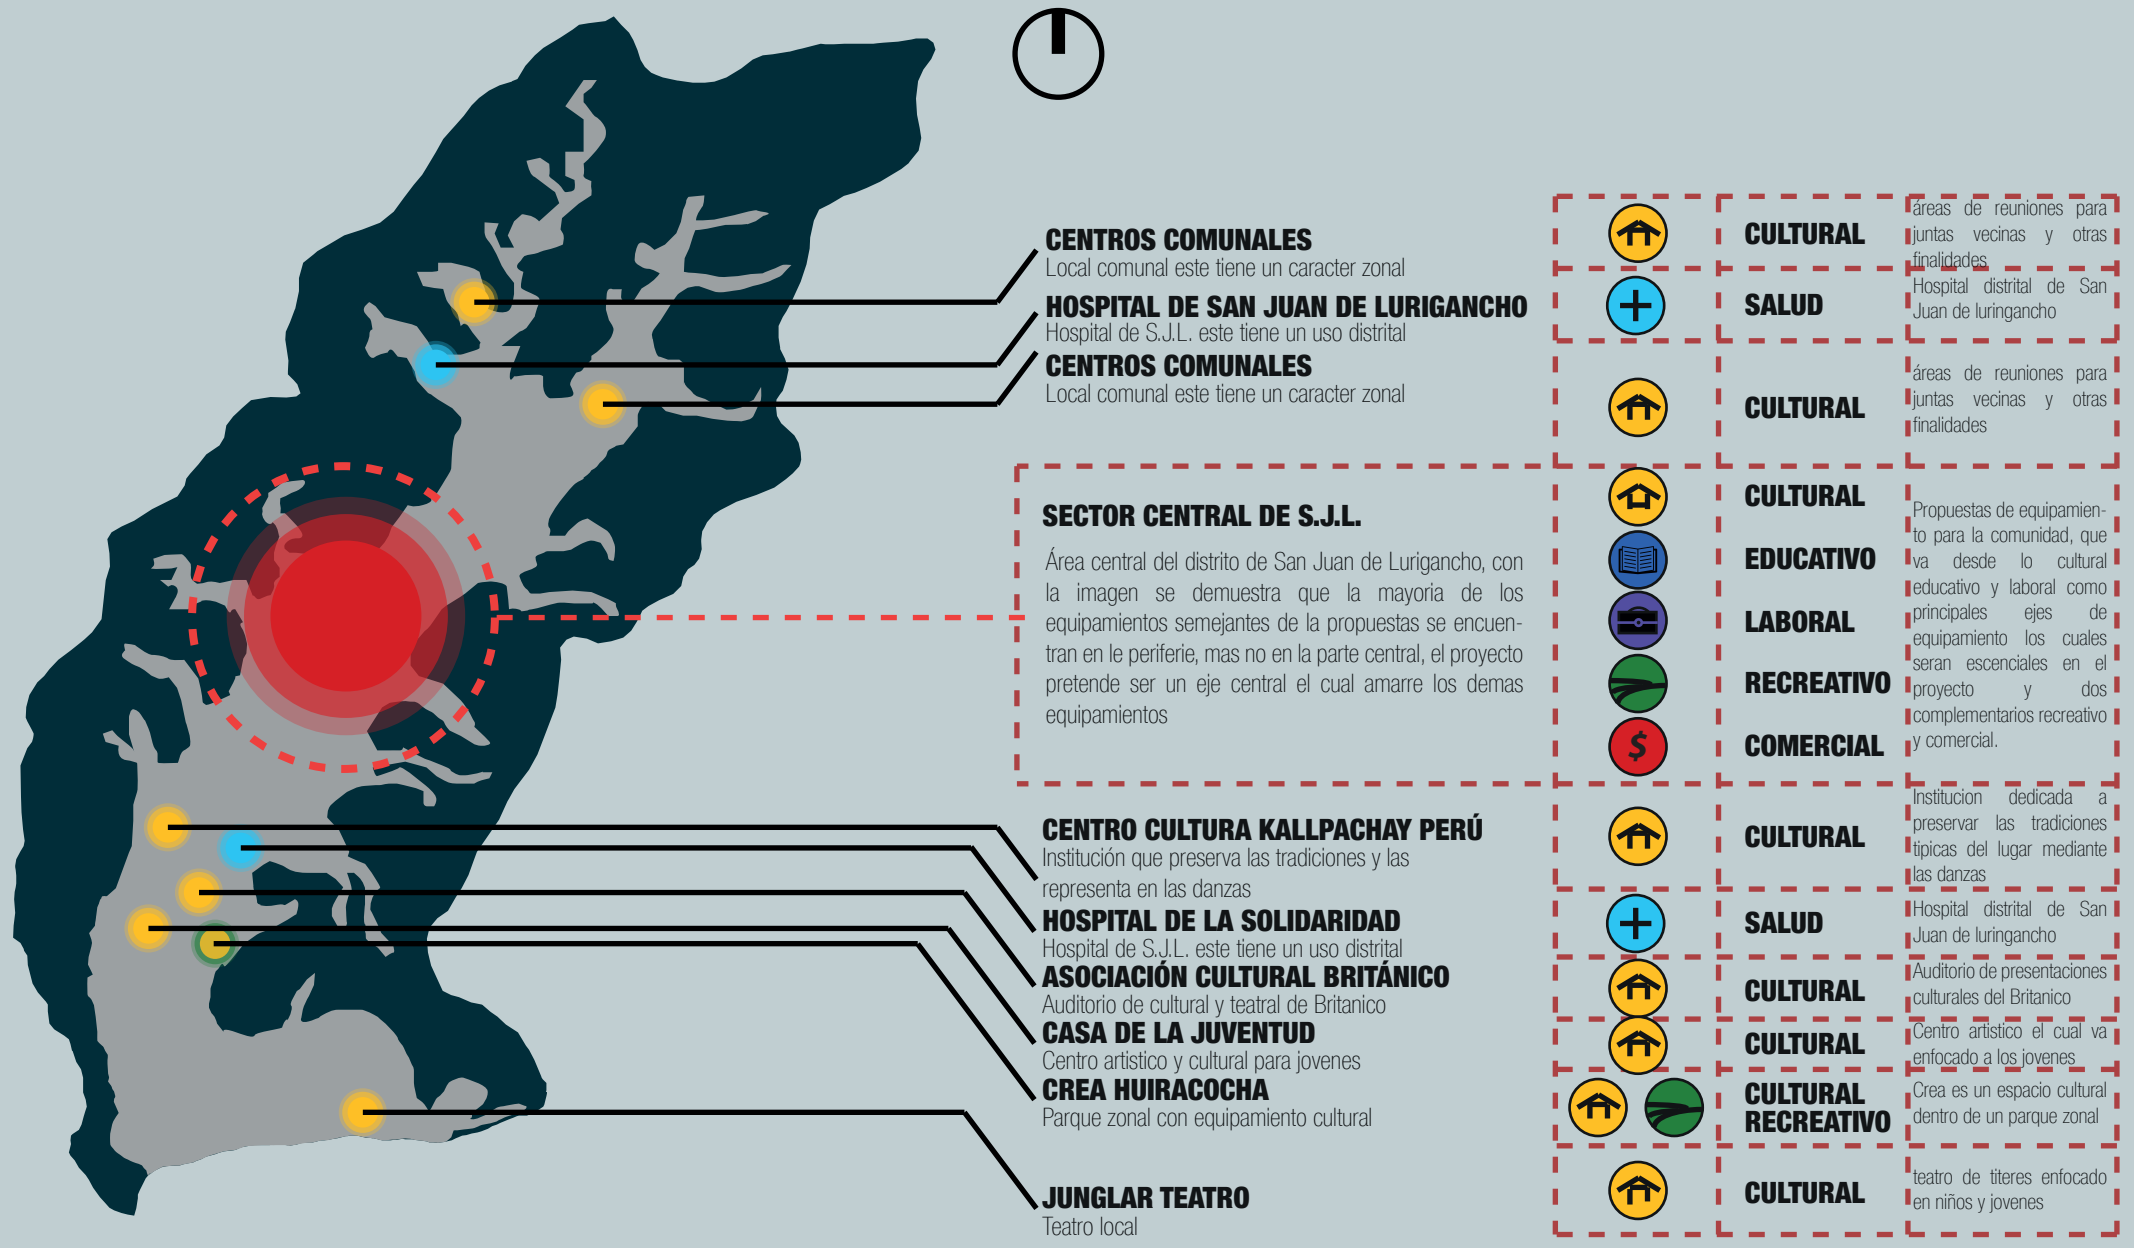 CENTROS COMUNALES
Local comunal este tiene un caracter zonal
HOSPITAL DE SAN JUAN DE LURIGANCHO
Hospital de S.J.L. este tiene un uso distrital
CENTROS COMUNALES
Local comunal este tiene un caracter zonal
SECTOR CENTRAL DE S.J.L.
Área central del distrito de San Juan de Lurigancho, con
la imagen se demuestra que la mayoria de los
equipamientos semejantes de la propuestas se encuen-
tran en le periferie, mas no en la parte central, el proyecto
pretende ser un eje central el cual amarre los demas
equipamientos
CENTRO CULTURA KALLPACHAY PERÚ
Institución que preserva las tradiciones y las
representa en las danzas
HOSPITAL DE LA SOLIDARIDAD
Hospital de S.J.L. este tiene un uso distrital
ASOCIACIÓN CULTURAL BRITÁNICO
Auditorio de cultural y teatral de Britanico
CASA DE LA JUVENTUD
Centro artistico y cultural para jovenes
CREA HUIRACOCHA
Parque zonal con equipamiento cultural
JUNGLAR TEATRO
Teatro local
CULTURAL
áreas de reuniones para
juntas vecinas y otras
finalidades
SALUD
Hospital distrital de San
Juan de luringancho
CULTURAL
áreas de reuniones para
juntas vecinas y otras
finalidades
CULTURAL
EDUCATIVO
LABORAL
RECREATIVO
$
COMERCIAL
Propuestas de equipamien-
to para la comunidad, que
va desde lo cultural
educativo y laboral como
principales ejes de
equipamiento los cuales
seran escenciales en el
proyecto y dos
complementarios recreativo
y comercial.
CULTURAL
Institucion dedicada a
preservar las tradiciones
tipicas del lugar mediante
las danzas
SALUD
Hospital distrital de San
Juan de luringancho
CULTURAL
Auditorio de presentaciones
culturales del Britanico
CULTURAL
Centro artistico el cual va
enfocado a los jovenes
CULTURAL
RECREATIVO
Crea es un espacio cultural
dentro de un parque zonal
CULTURAL
teatro de titeres enfocado
en niños y jovenes